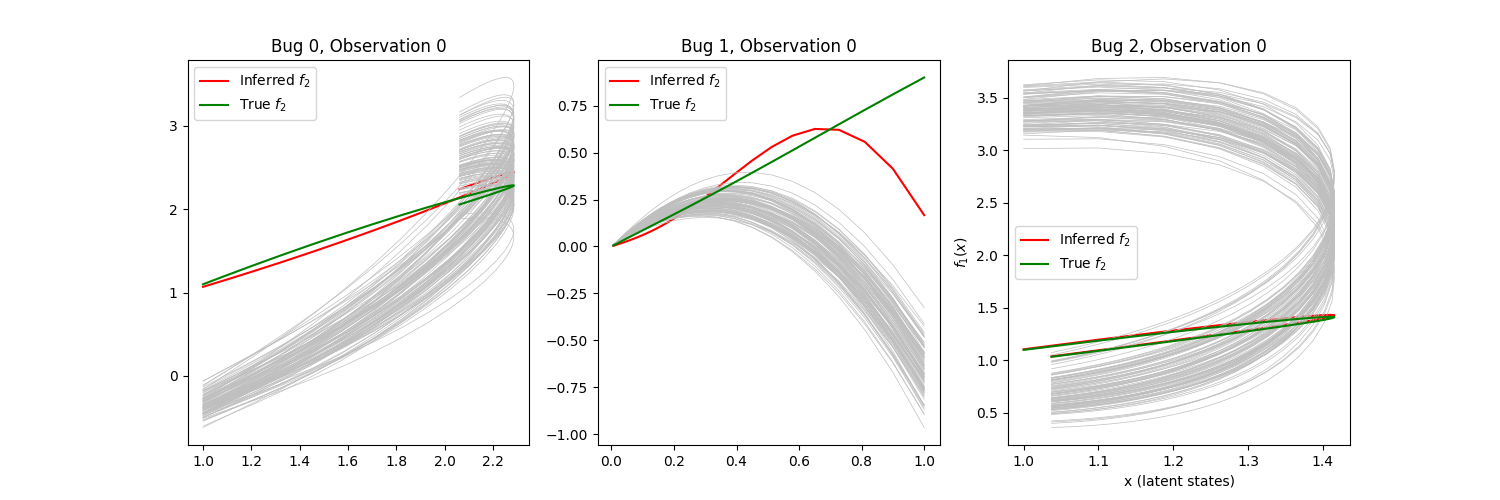 Bug 0, Observation 0
Inferred f₂
True f₂
3
2
1
0
1.0 1.2 1.4 1.6 1.8 2.0 2.2
Bug 1, Observation 0
Inferred f₂
True f₂
0.75
0.50
0.25
0.00
−0.25
−0.50
−0.75
−1.00
0.0 0.2 0.4 0.6 0.8 1.0
Bug 2, Observation 0
Inferred f₂
True f₂
f₁(x)
3.5
3.0
2.5
2.0
1.5
1.0
0.5
1.0 1.1 1.2 1.3 1.4
x (latent states)